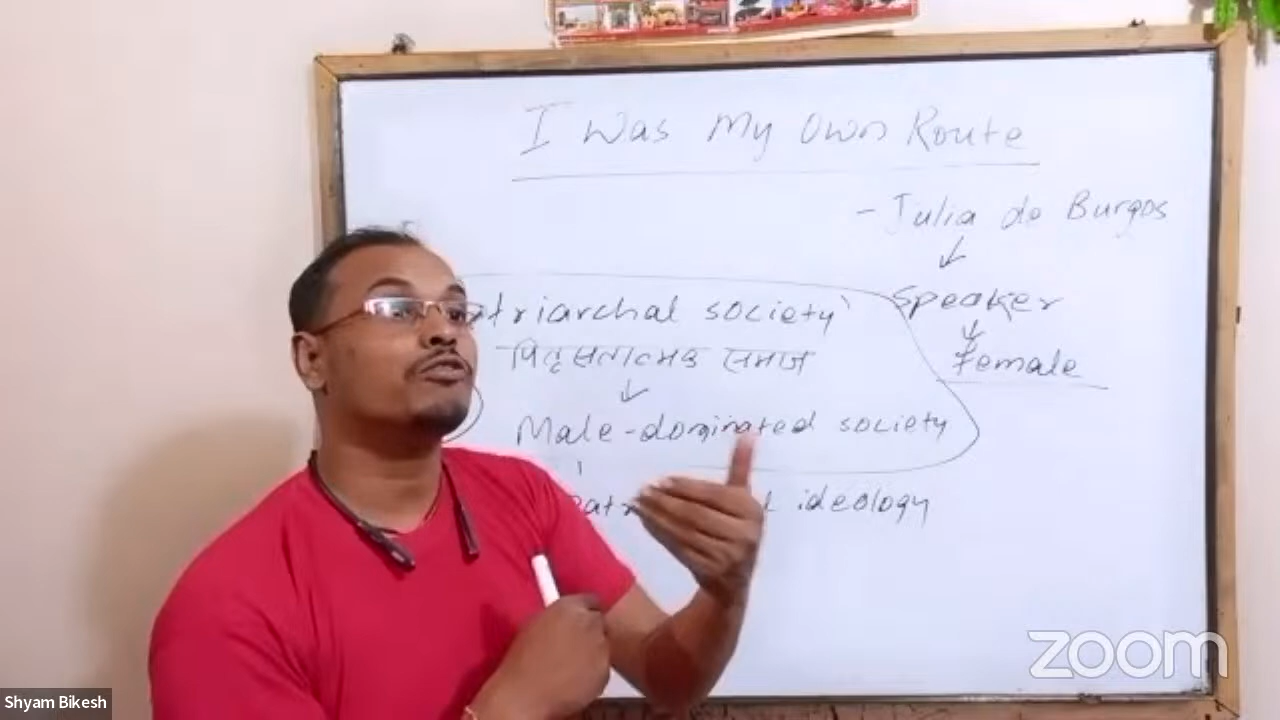 I Was My Own Route
- Julia de Burgos
Speaker
female
triarchal society
पितृसत्तात्मक समाज
Male-dominated society
ideology
zoom
Shyam Bikesh